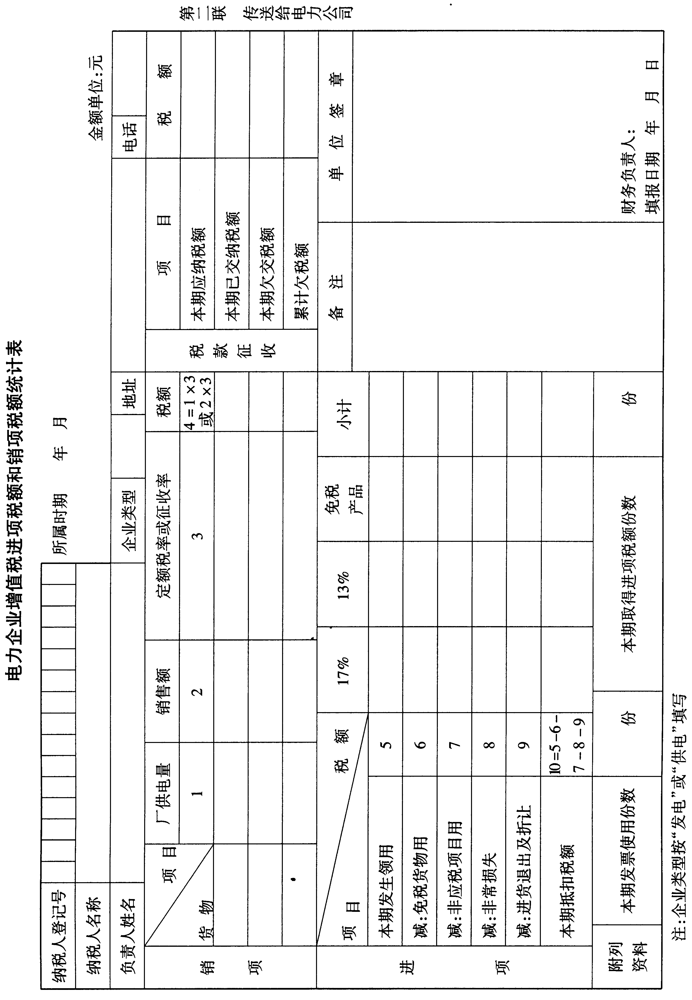 电力企业增值税进项税额和销项税额统计表
所属时期 年 月
金额单位:元
第二联 传送给电力公司
纳税人登记号
纳税人名称
负责人姓名 企业类型 地址 电话
销项
项目
货物
厂供电量 销售额 定额税率或征收率 税额
1 2 3 4=1×3
或2×3
税款征收
项目 税额
本期应纳税额
本期已交纳税额
本期欠交税额
累计欠税额
进项
税额
项目
17% 13% 免税
产品
小计
备注 单位签章
本期发生领用 5
减:免税货物用 6
减:非应税项目用 7
减:非常损失 8
减:进货退出及折让 9
本期抵扣税额 10=5-6-
7-8-9
附列
资料
本期发票使用份数 份 本期取得进项税额份数 份
财务负责人:
填报日期 年 月 日
注:企业类型按“发电”或“供电”填写